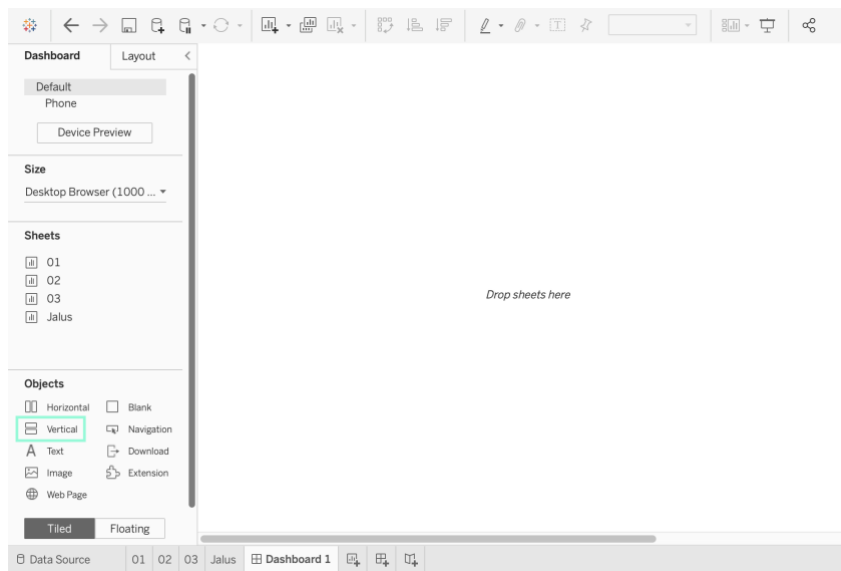 Dashboard Layout
Default
Phone
Device Preview
Size
Desktop Browser (1000 ...
Sheets
01
02
03
Jalus
Drop sheets here
Objects
Horizontal Blank
Vertical Navigation
A Text Download
Image Extension
Web Page
Tiled Floating
Data Source 01 02 03 Jalus Dashboard 1